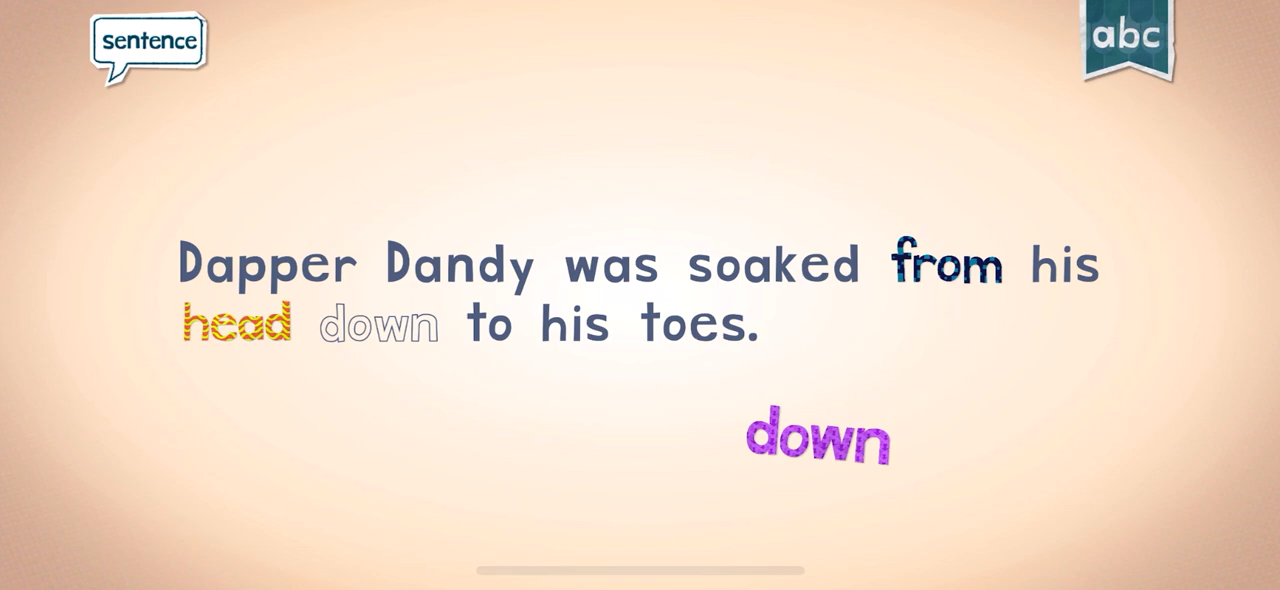 sentence
abc
Dapper Dandy was soaked from his
head down to his toes.
down